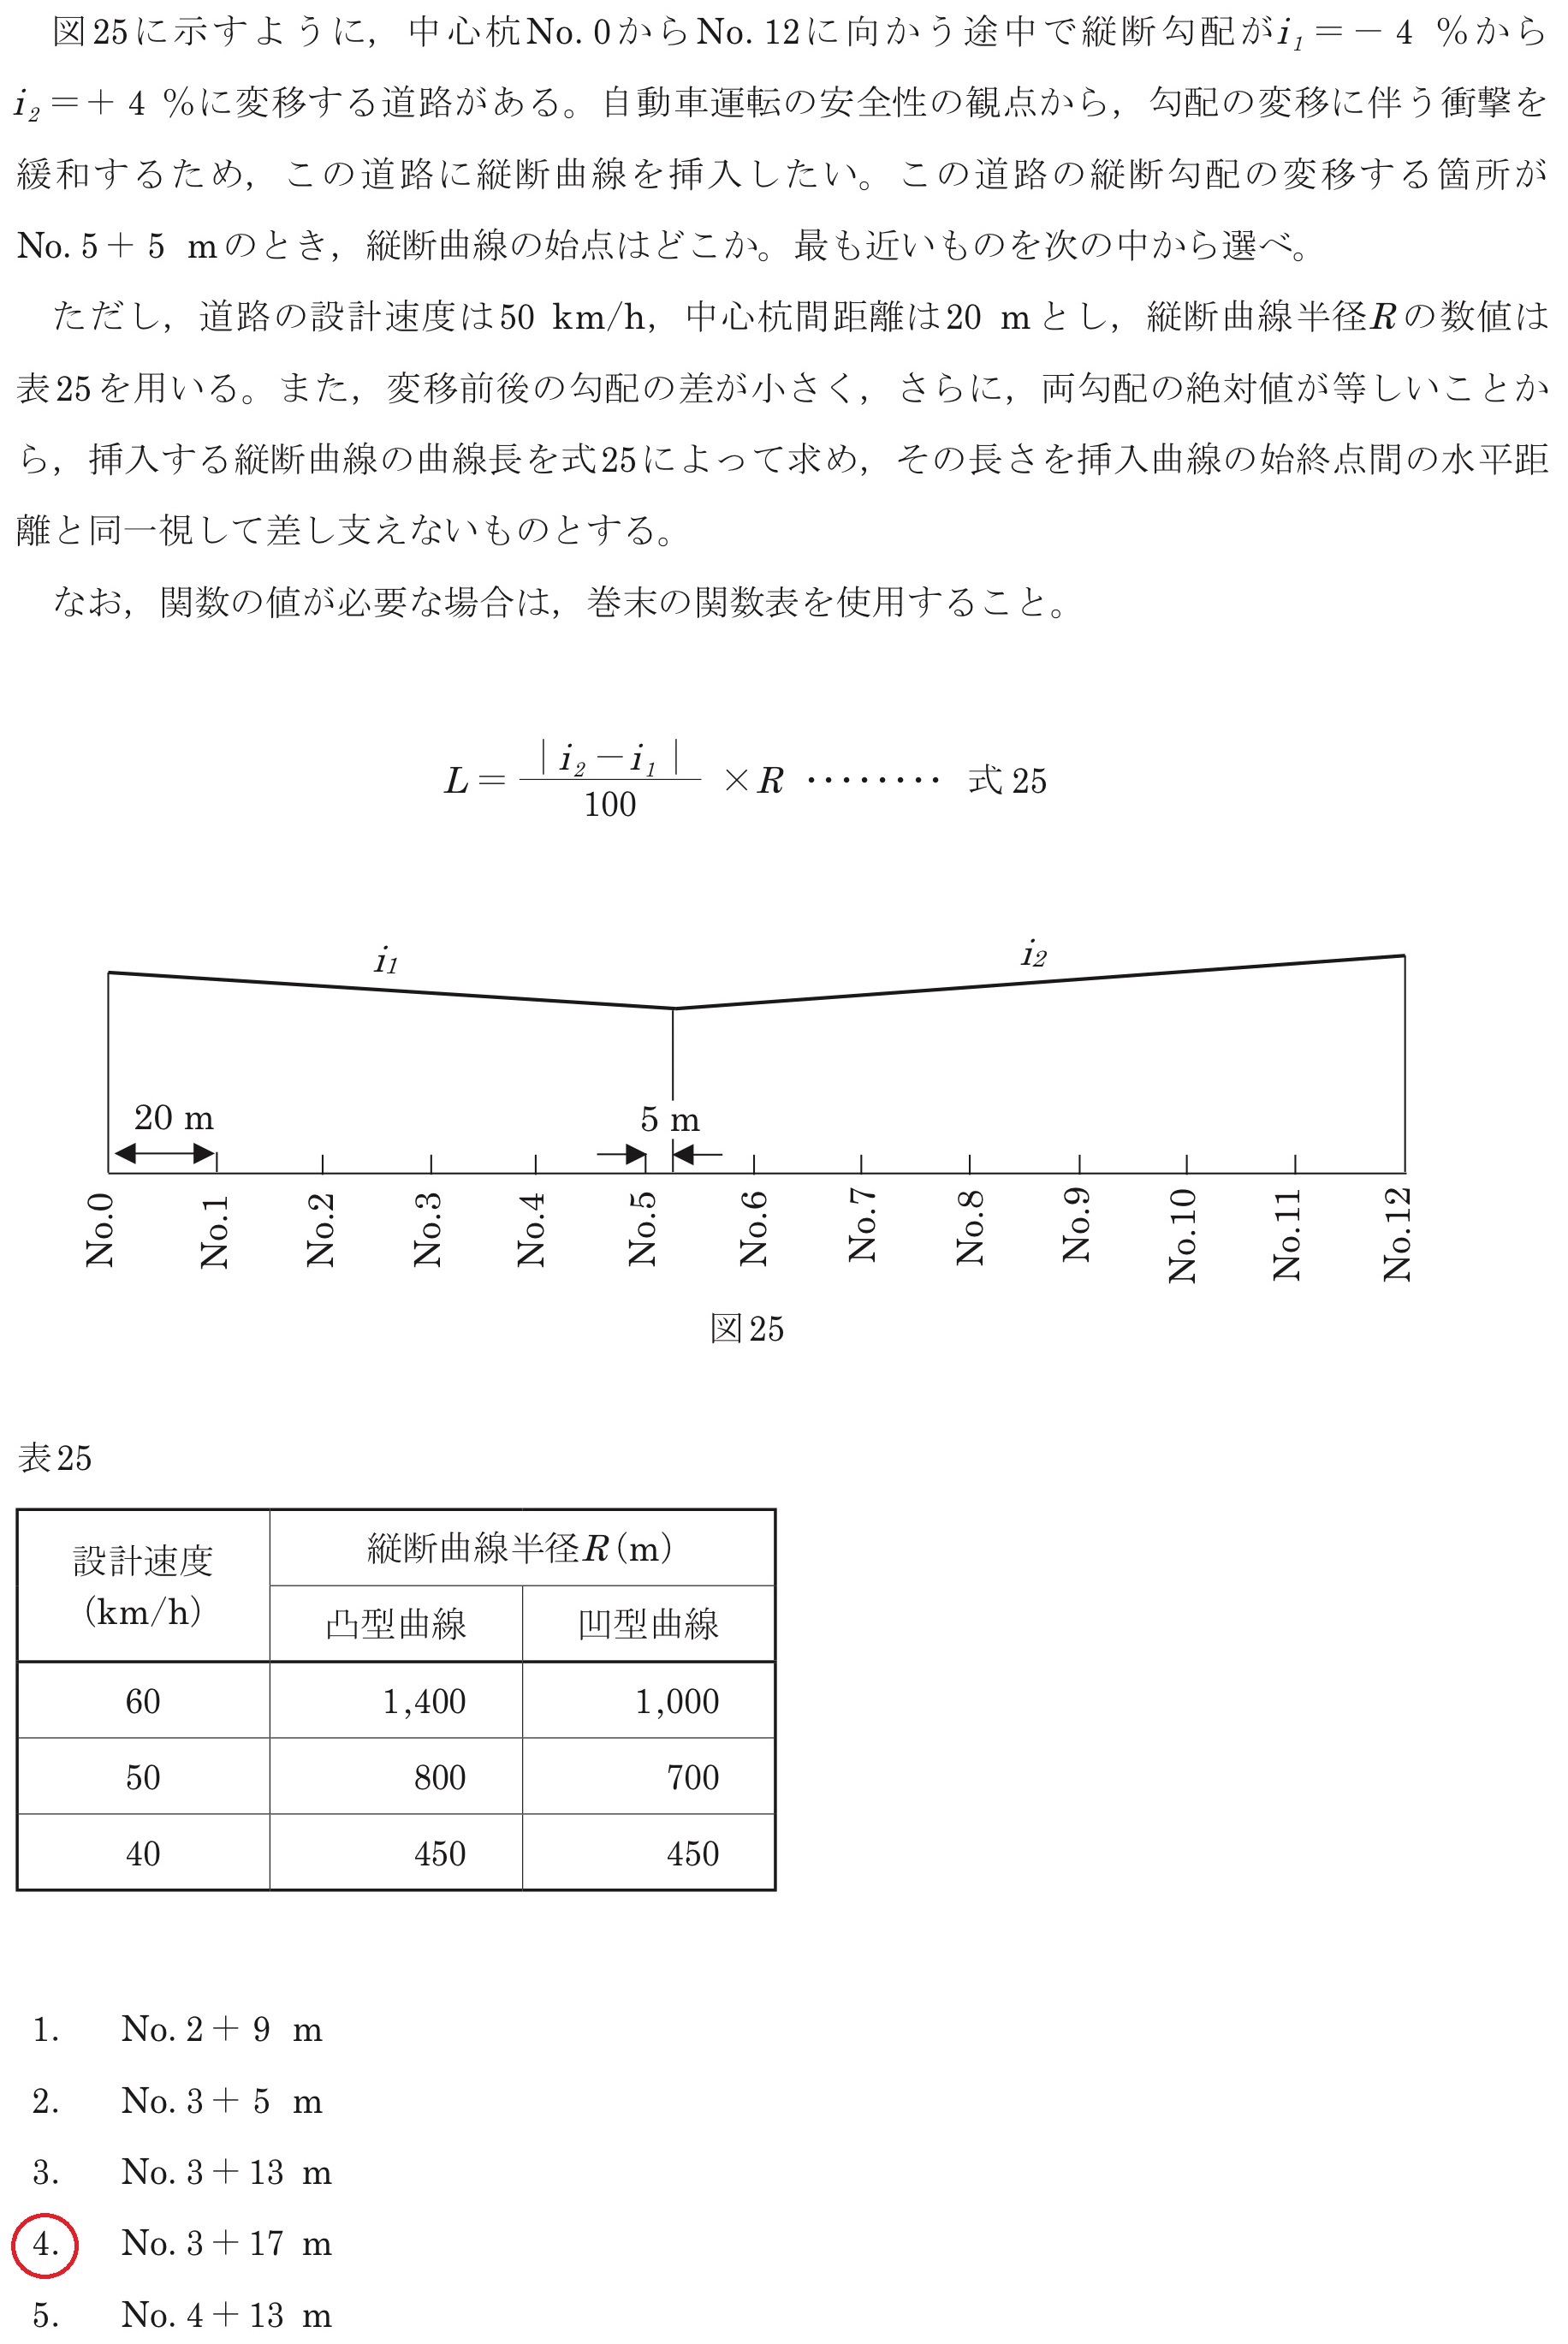 図25に示すように，中心杭No. 0からNo. 12に向かう途中で縦断勾配がi1＝－ 4 %から
i2＝＋ 4 %に変移する道路がある。自動車運転の安全性の観点から，勾配の変移に伴う衝撃を
緩和するため，この道路に縦断曲線を挿入したい。この道路の縦断勾配の変移する箇所が
No. 5＋ 5 mのとき，縦断曲線の始点はどこか。最も近いものを次の中から選べ。
ただし，道路の設計速度は50 km/h，中心杭間距離は20 mとし，縦断曲線半径Rの数値は
表25を用いる。また，変移前後の勾配の差が小さく，さらに，両勾配の絶対値が等しいことか
ら，挿入する縦断曲線の曲線長を式25によって求め，その長さを挿入曲線の始終点間の水平距
離と同一視して差し支えないものとする。
なお，関数の値が必要な場合は，巻末の関数表を使用すること。
L＝ | i2－i1 | / 100 ×R ‥‥‥‥ 式 25
i1
i2
20 m
5 m
No.0
No.1
No.2
No.3
No.4
No.5
No.6
No.7
No.8
No.9
No.10
No.11
No.12
図25
表25
設計速度
(km/h)
縦断曲線半径R(m)
凸型曲線 凹型曲線
60 1,400 1,000
50 800 700
40 450 450
1. No. 2＋ 9 m
2. No. 3＋ 5 m
3. No. 3＋13 m
4. No. 3＋17 m
5. No. 4＋13 m